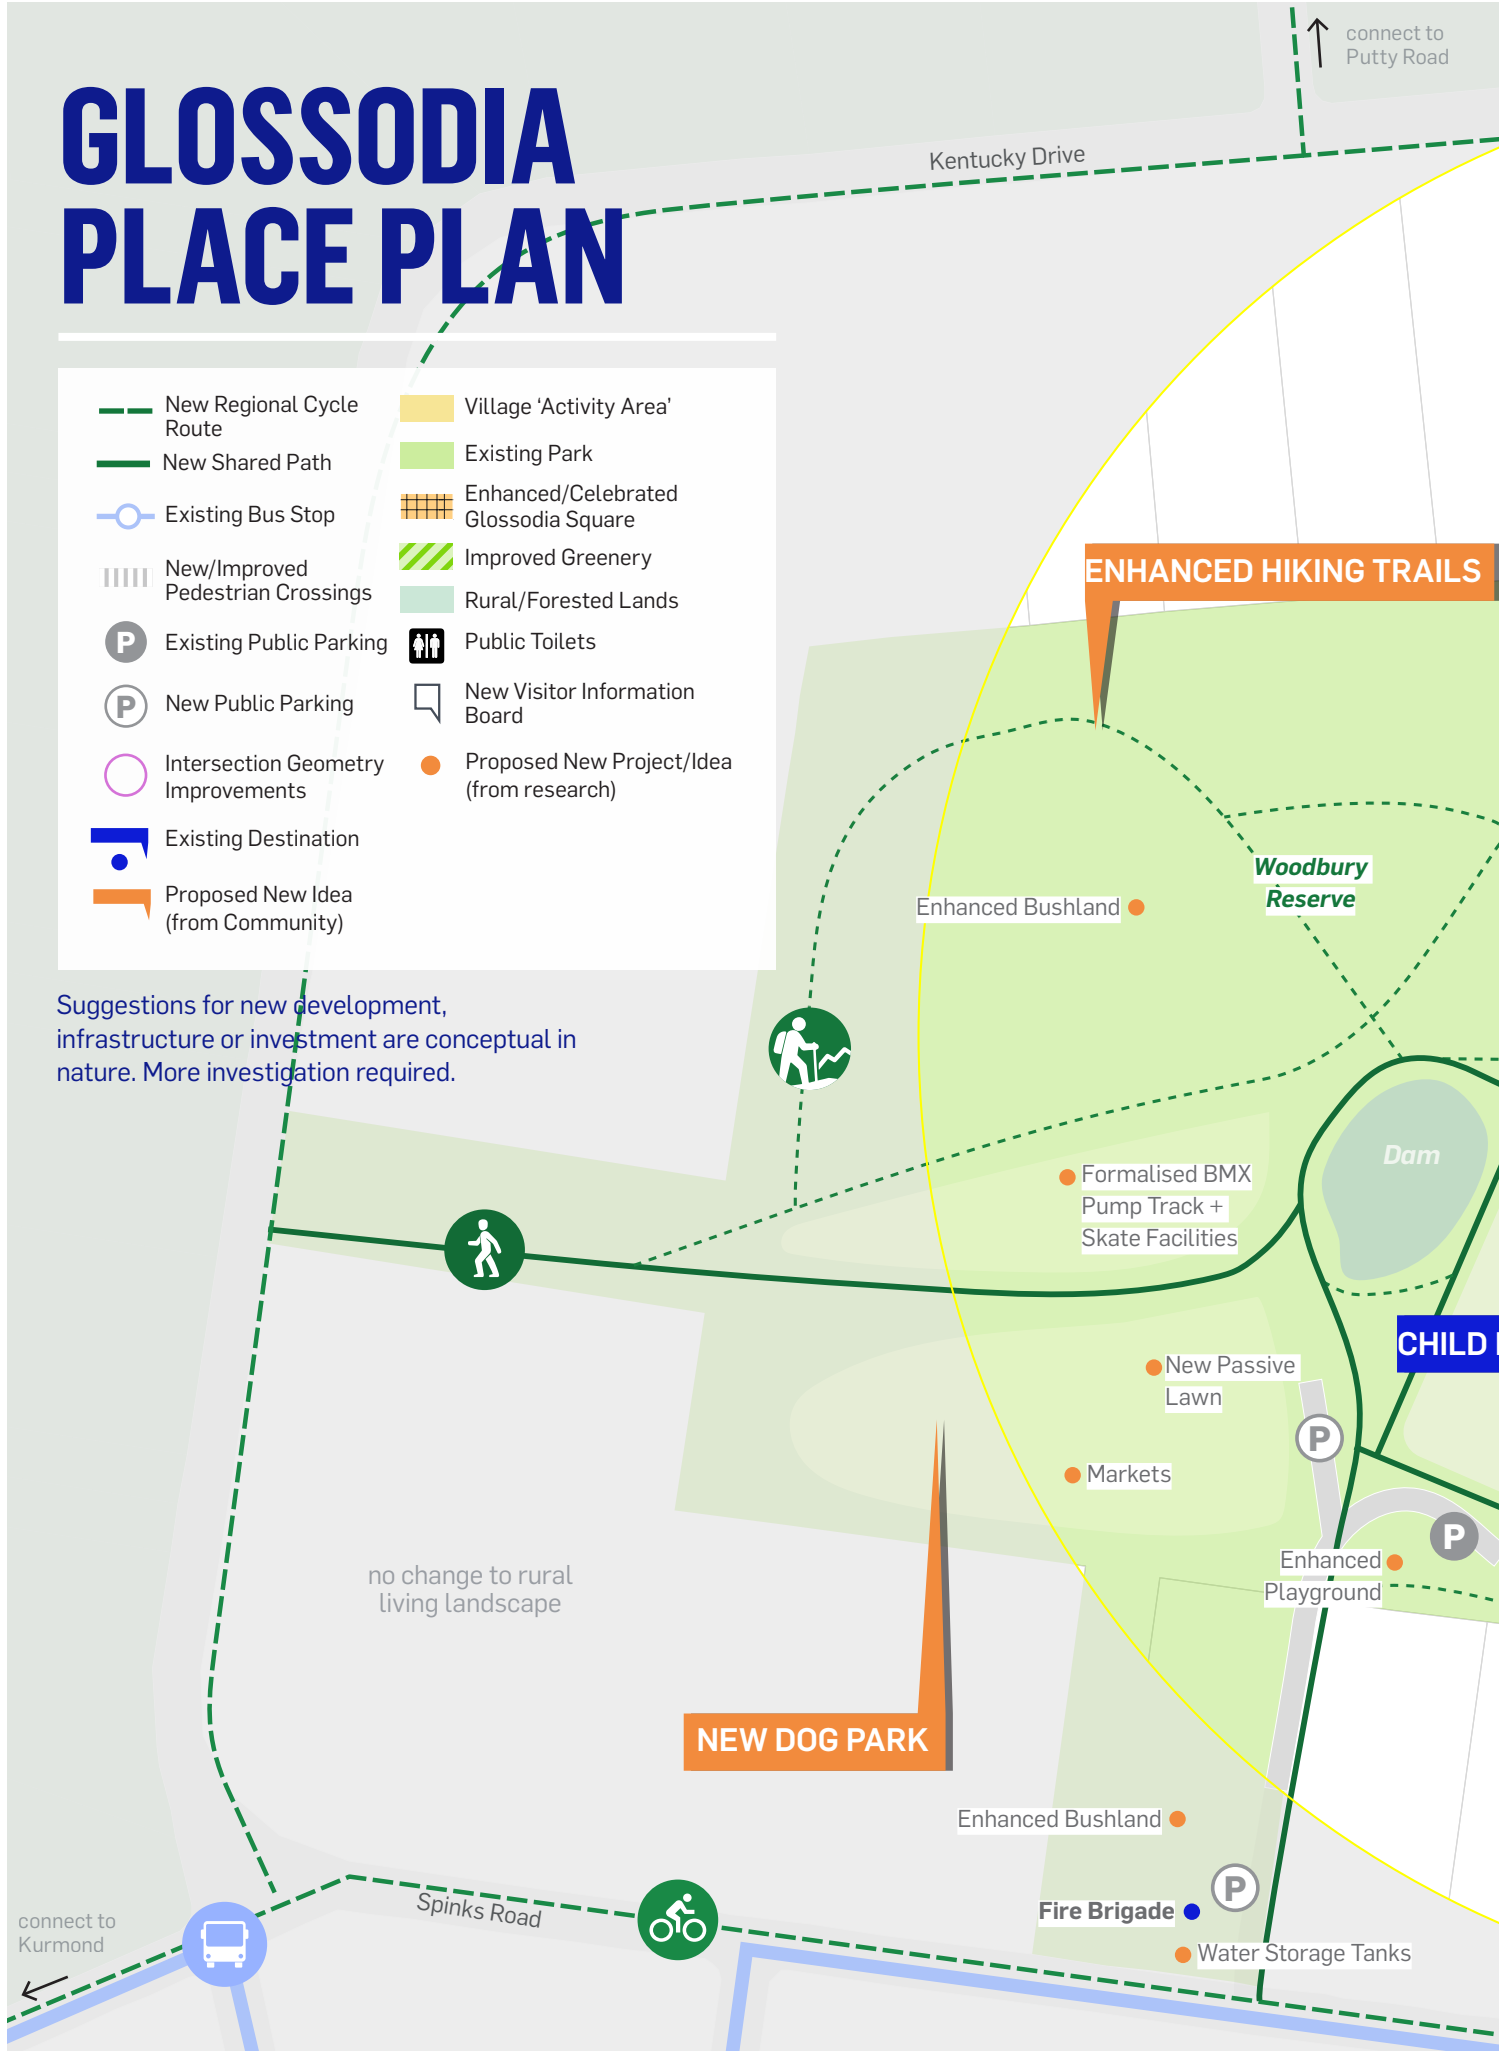 connect to
Putty Road
GLOSSODIA
PLACE PLAN
Kentucky Drive
New Regional Cycle
Route
New Shared Path
Existing Bus Stop
New/Improved
Pedestrian Crossings
P
Existing Public Parking
P
New Public Parking
Intersection Geometry
Improvements
Existing Destination
Proposed New Idea
(from Community)
Village ‘Activity Area’
Existing Park
Enhanced/Celebrated
Glossodia Square
Improved Greenery
Rural/Forested Lands
Public Toilets
New Visitor Information
Board
Proposed New Project/Idea
(from research)
Suggestions for new development,
infrastructure or investment are conceptual in
nature. More investigation required.
ENHANCED HIKING TRAILS
Woodbury
Reserve
Enhanced Bushland
Dam
Formalised BMX
Pump Track +
Skate Facilities
CHILD
New Passive
Lawn
P
Markets
P
Enhanced
Playground
no change to rural
living landscape
NEW DOG PARK
Enhanced Bushland
P
Fire Brigade
Water Storage Tanks
Spinks Road
connect to
Kurmond